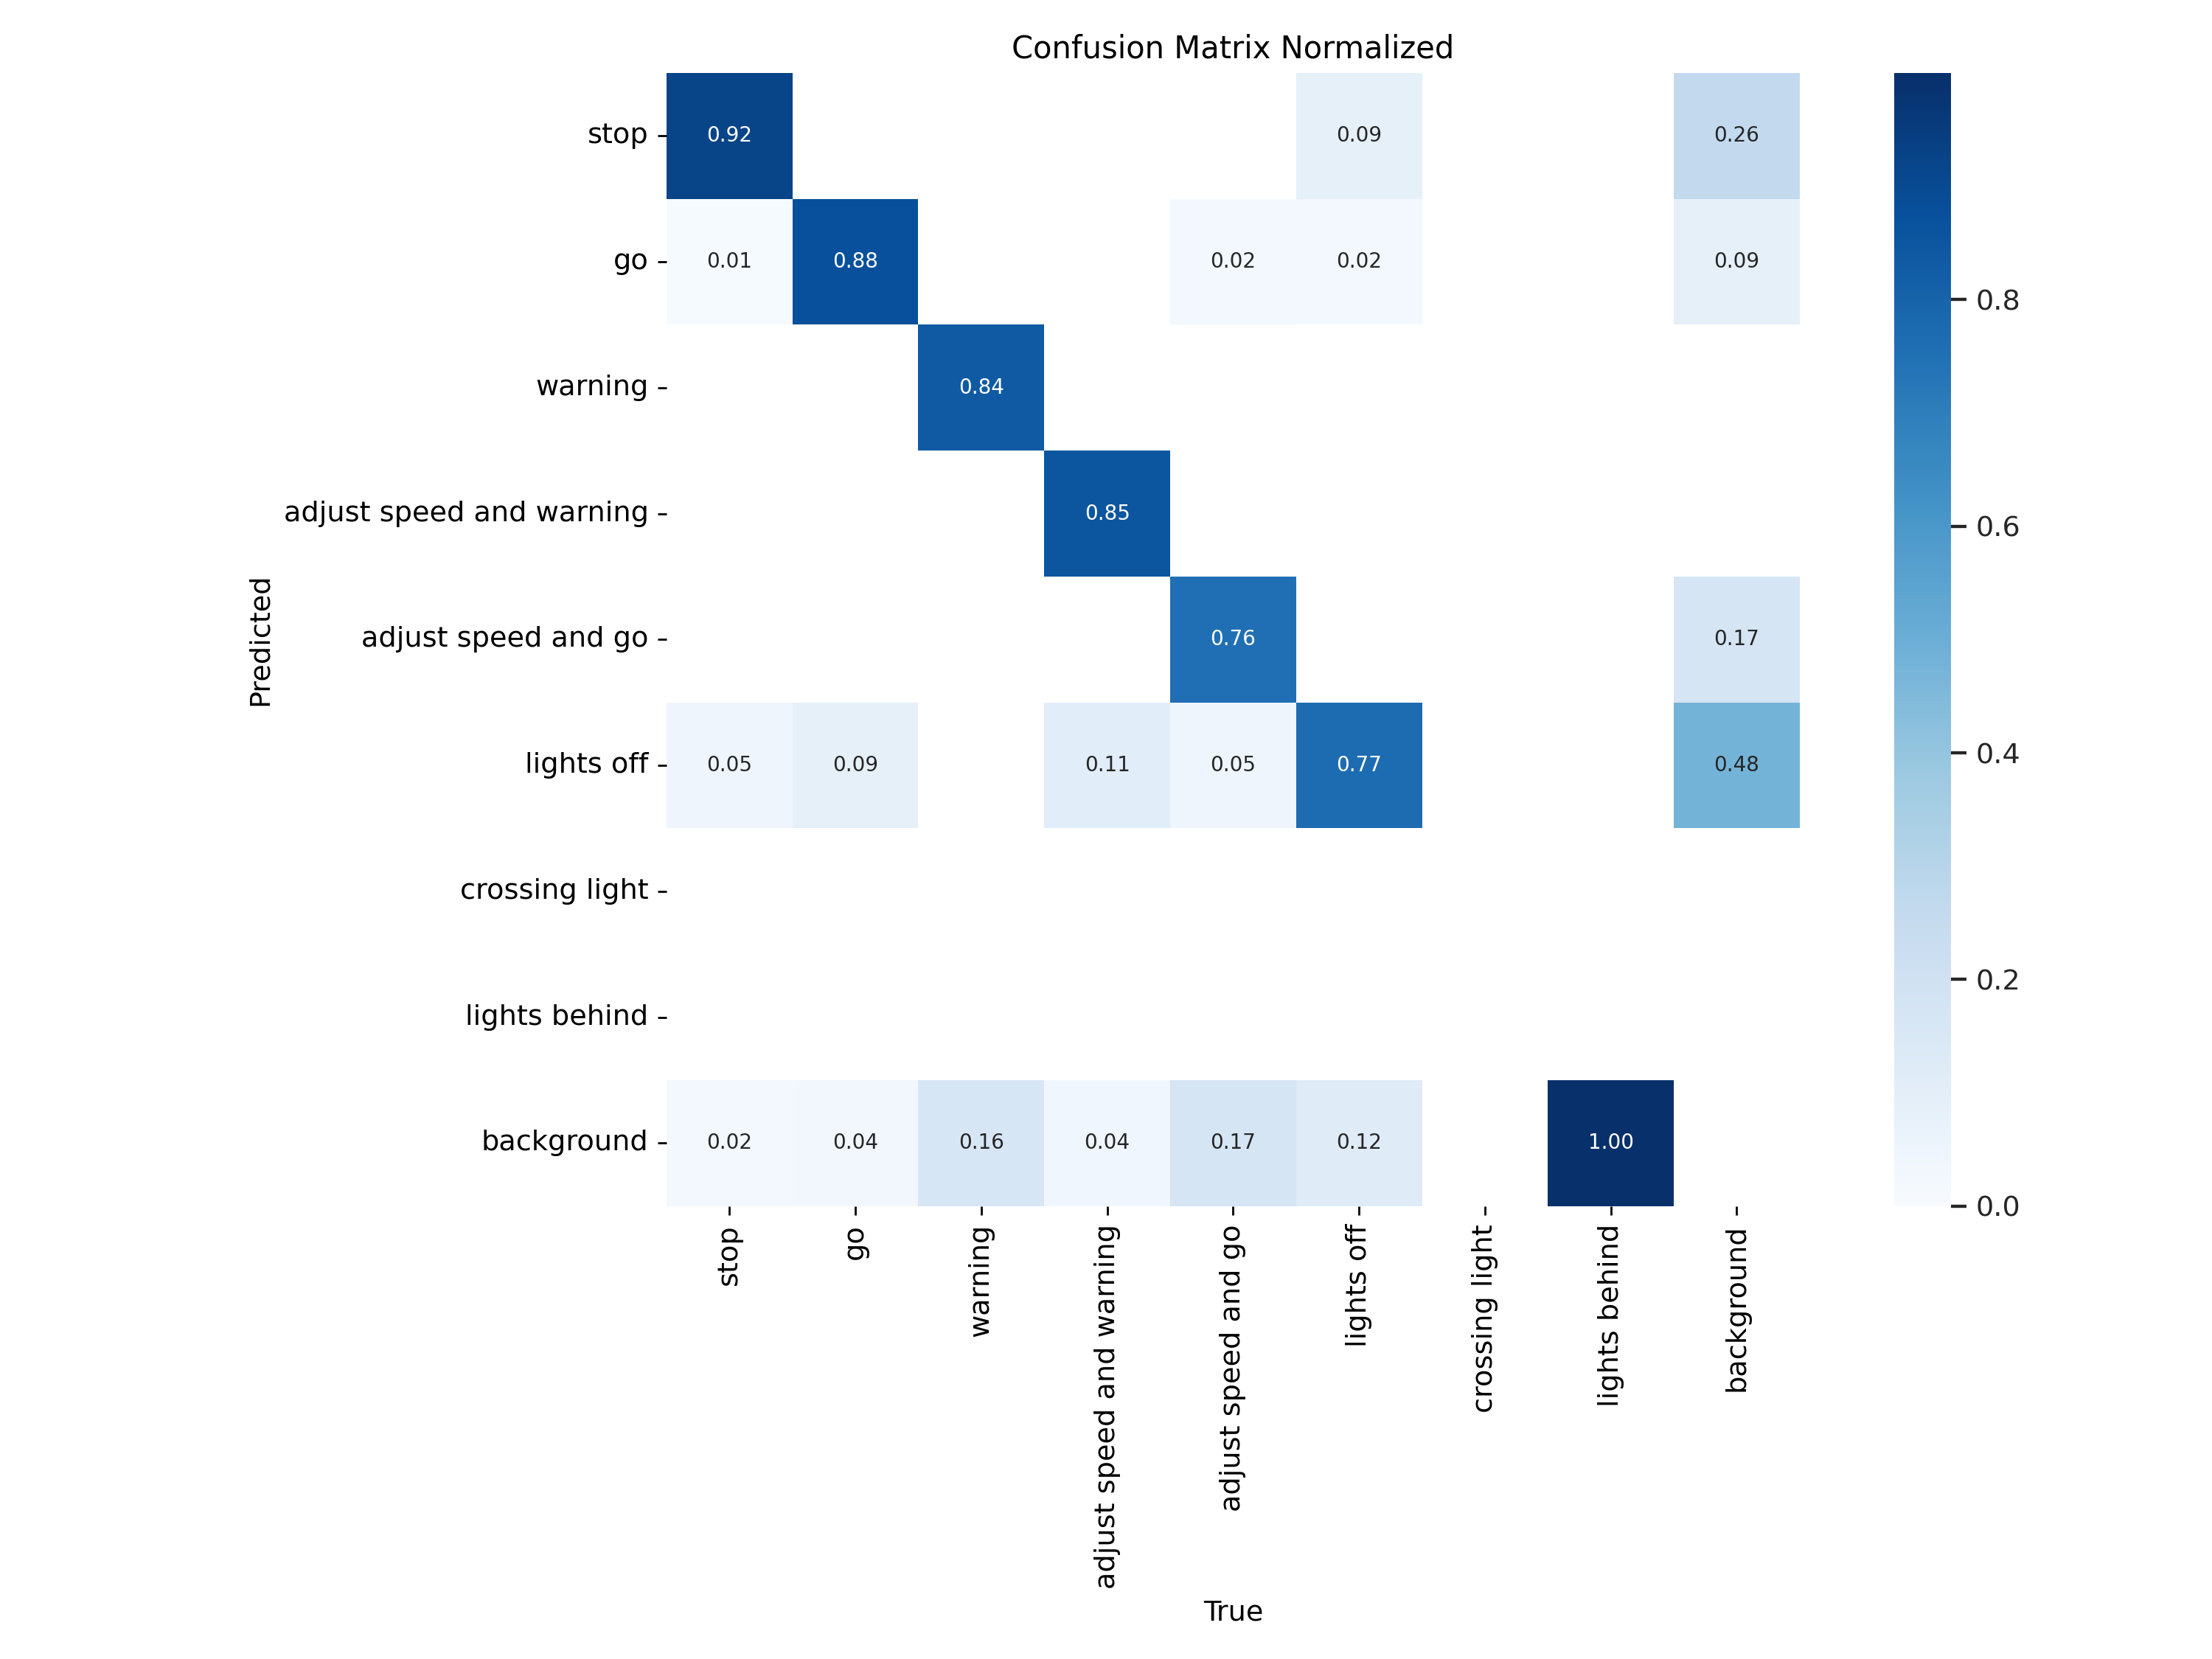 Confusion Matrix Normalized
stop
0.92
0.09
0.26
go
0.01
0.88
0.02
0.02
0.09
0.8
warning
0.84
adjust speed and warning
0.85
0.6
Predicted
adjust speed and go
0.76
0.17
lights off
0.05
0.09
0.11
0.05
0.77
0.48
0.4
crossing light
lights behind
0.2
background
0.02
0.04
0.16
0.04
0.17
0.12
1.00
0.0
stop
go
warning
adjust speed and warning
adjust speed and go
lights off
crossing light
lights behind
background
True